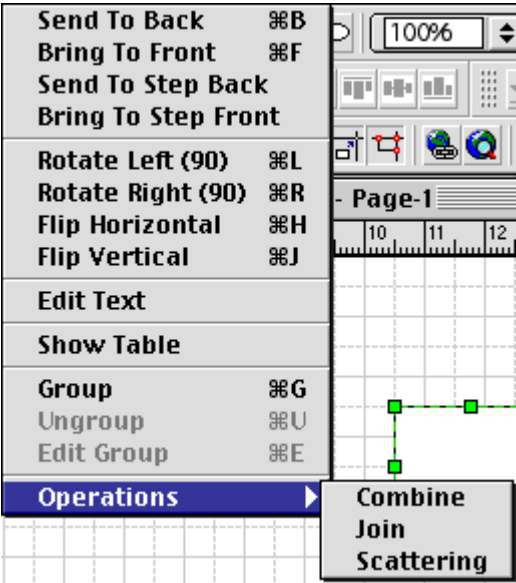 Send To Back ⌘B
Bring To Front ⌘F
Send To Step Back
Bring To Step Front
Rotate Left (90) ⌘L
Rotate Right (90) ⌘R
Flip Horizontal ⌘H
Flip Vertical ⌘J
Edit Text
Show Table
Group ⌘G
Ungroup ⌘U
Edit Group ⌘E
Operations
Combine
Join
Scattering
100%
- Page-1
10 11 12